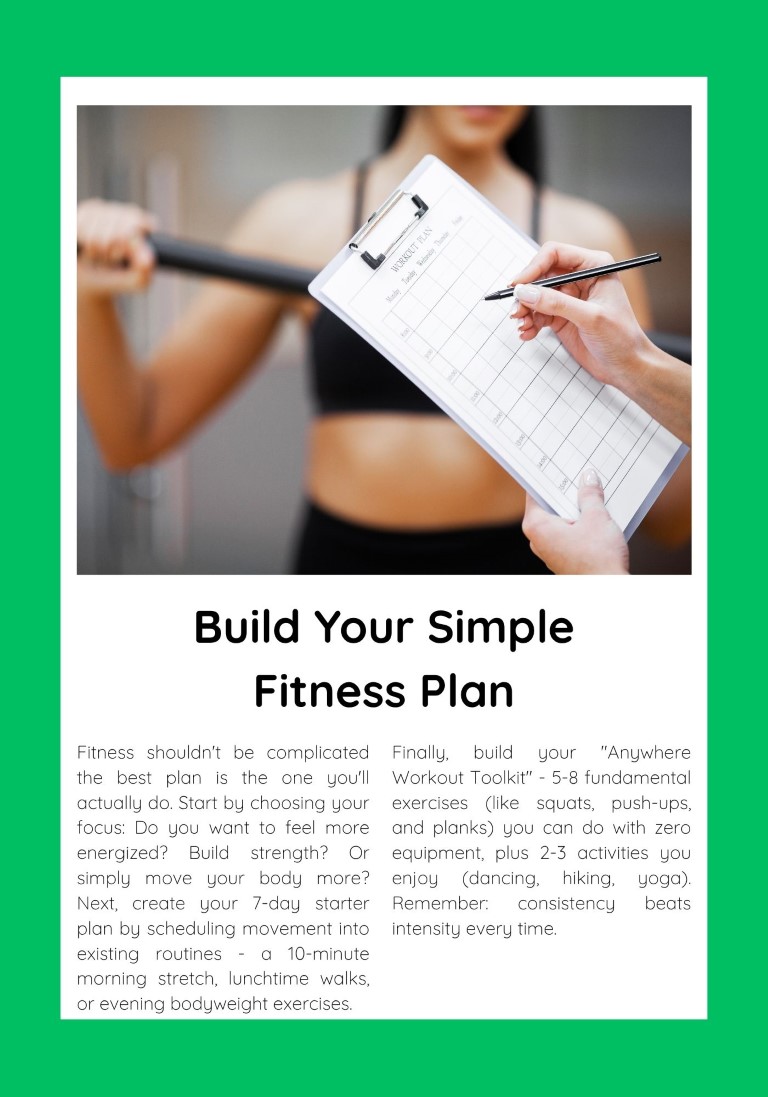 WORKOUT PLAN
Monday Tuesday Wednesday Thursday
Build Your Simple
Fitness Plan
Fitness shouldn't be complicated
the best plan is the one you'll
actually do. Start by choosing your
focus: Do you want to feel more
energized? Build strength? Or
simply move your body more?
Next, create your 7-day starter
plan by scheduling movement into
existing routines - a 10-minute
morning stretch, lunchtime walks,
or evening bodyweight exercises.
Finally, build your "Anywhere
Workout Toolkit" - 5-8 fundamental
exercises (like squats, push-ups,
and planks) you can do with zero
equipment, plus 2-3 activities you
enjoy (dancing, hiking, yoga).
Remember: consistency beats
intensity every time.